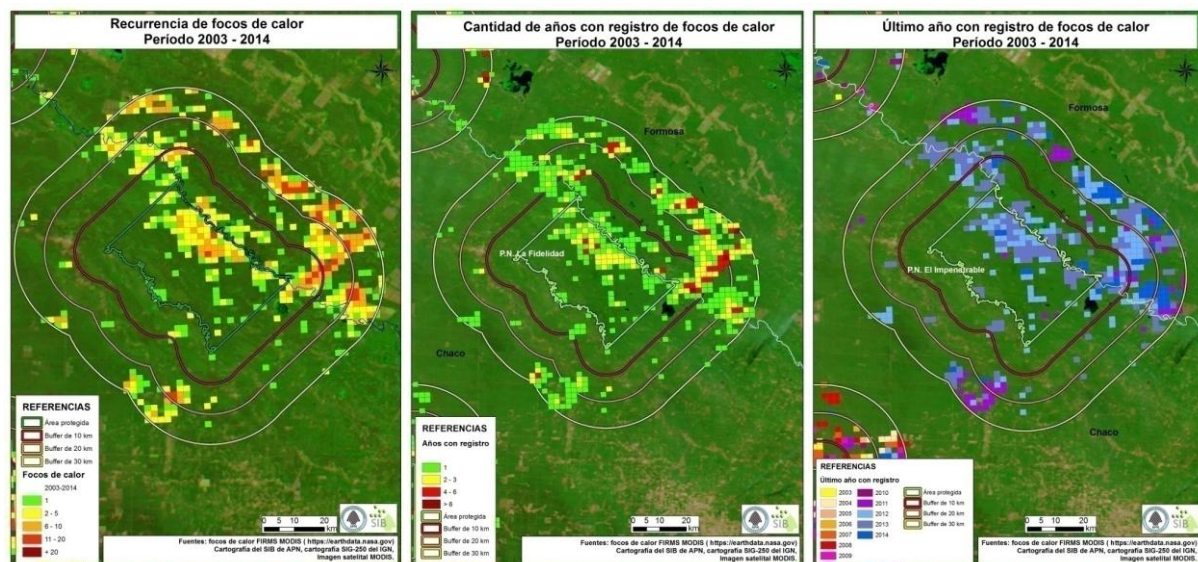 Recurrencia de focos de calor
Período 2003 - 2014
REFERENCIAS
Área protegida
Buffer de 10 km
Buffer de 20 km
Buffer de 30 km
Focos de calor
2003-2014
1
2 - 5
6 - 10
11 - 20
+ 20
0 5 10 20
km
SIB
Fuentes: focos de calor FIRMS MODIS ( https://earthdata.nasa.gov)
Cartografía del SIB de APN, cartografía SIG-250 del IGN,
Imagen satelital MODIS.
Cantidad de años con registro de focos de calor
Período 2003 - 2014
Formosa
P.N. La Fidelidad
Chaco
REFERENCIAS
Años con registro
1
2 - 3
4 - 6
> 6
Área protegida
Buffer de 10 km
Buffer de 20 km
Buffer de 30 km
0 5 10 20
km
SIB
Fuentes: focos de calor FIRMS MODIS ( https://earthdata.nasa.gov)
Cartografía del SIB de APN, cartografía SIG-250 del IGN,
Imagen satelital MODIS.
Último año con registro de focos de calor
Período 2003 - 2014
Formosa
P.N. El Impenetrable
Chaco
REFERENCIAS
Último año con registro
2003
2004
2005
2006
2007
2008
2009
2010
2011
2012
2013
2014
Área protegida
Buffer de 10 km
Buffer de 20 km
Buffer de 30 km
0 5 10 20
km
SIB
Fuentes: focos de calor FIRMS MODIS ( https://earthdata.nasa.gov)
Cartografía del SIB de APN, cartografía SIG-250 del IGN,
Imagen satelital MODIS.